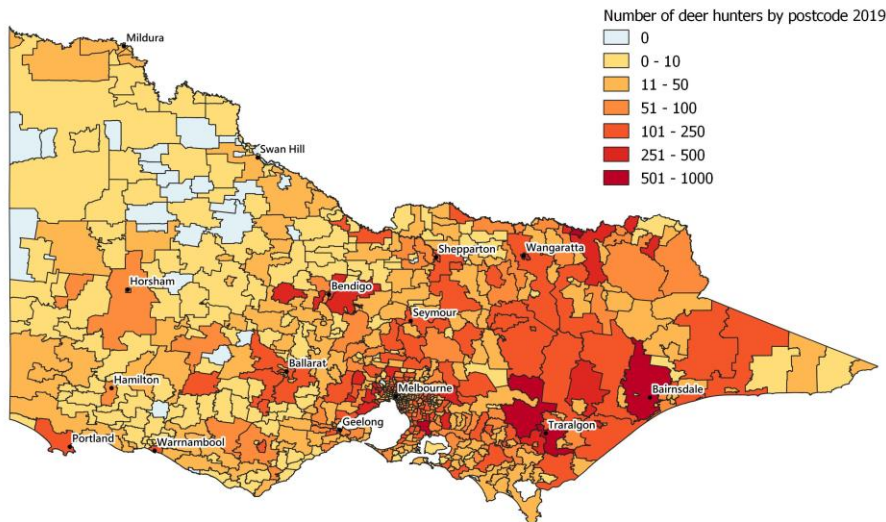 Number of deer hunters by postcode 2019
0
0 - 10
11 - 50
51 - 100
101 - 250
251 - 500
501 - 1000
Mildura
Swan Hill
Shepparton
Wangaratta
Horsham
Bendigo
Seymour
Ballarat
Hamilton
Melbourne
Bairnsdale
Geelong
Traralgon
Portland
Warrnambool